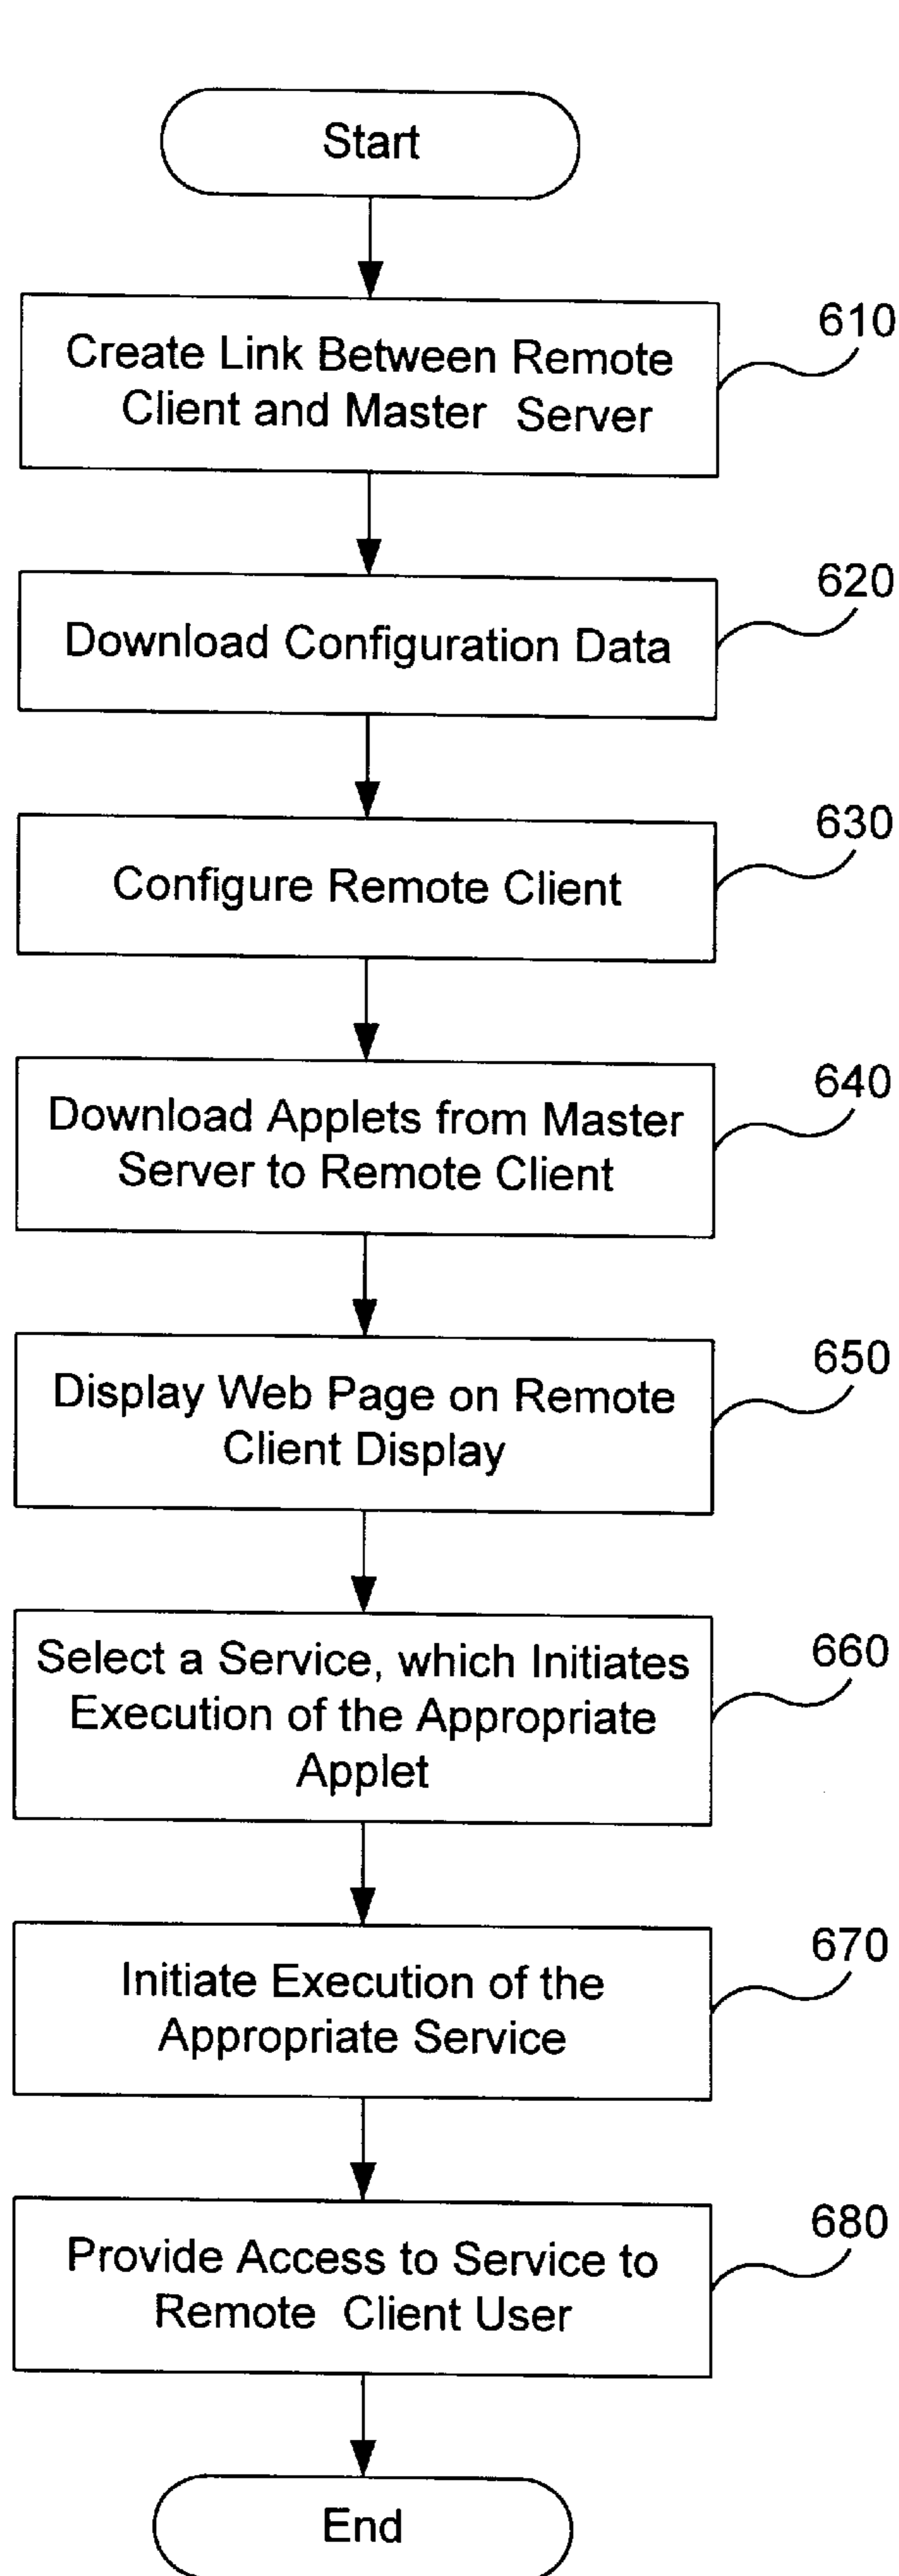 Start
Create Link Between Remote
Client and Master Server
610
Download Configuration Data
620
Configure Remote Client
630
Download Applets from Master
Server to Remote Client
640
Display Web Page on Remote
Client Display
650
Select a Service, which Initiates
Execution of the Appropriate
Applet
660
Initiate Execution of the
Appropriate Service
670
Provide Access to Service to
Remote Client User
680
End